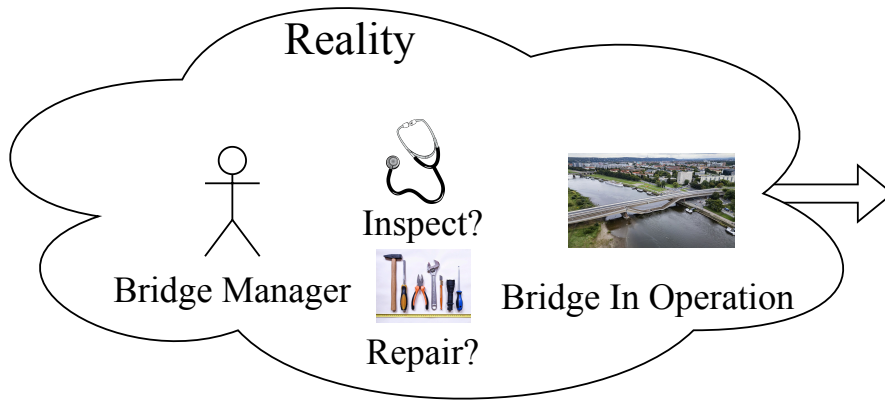 Reality
Inspect?
Bridge Manager
Bridge In Operation
Repair?